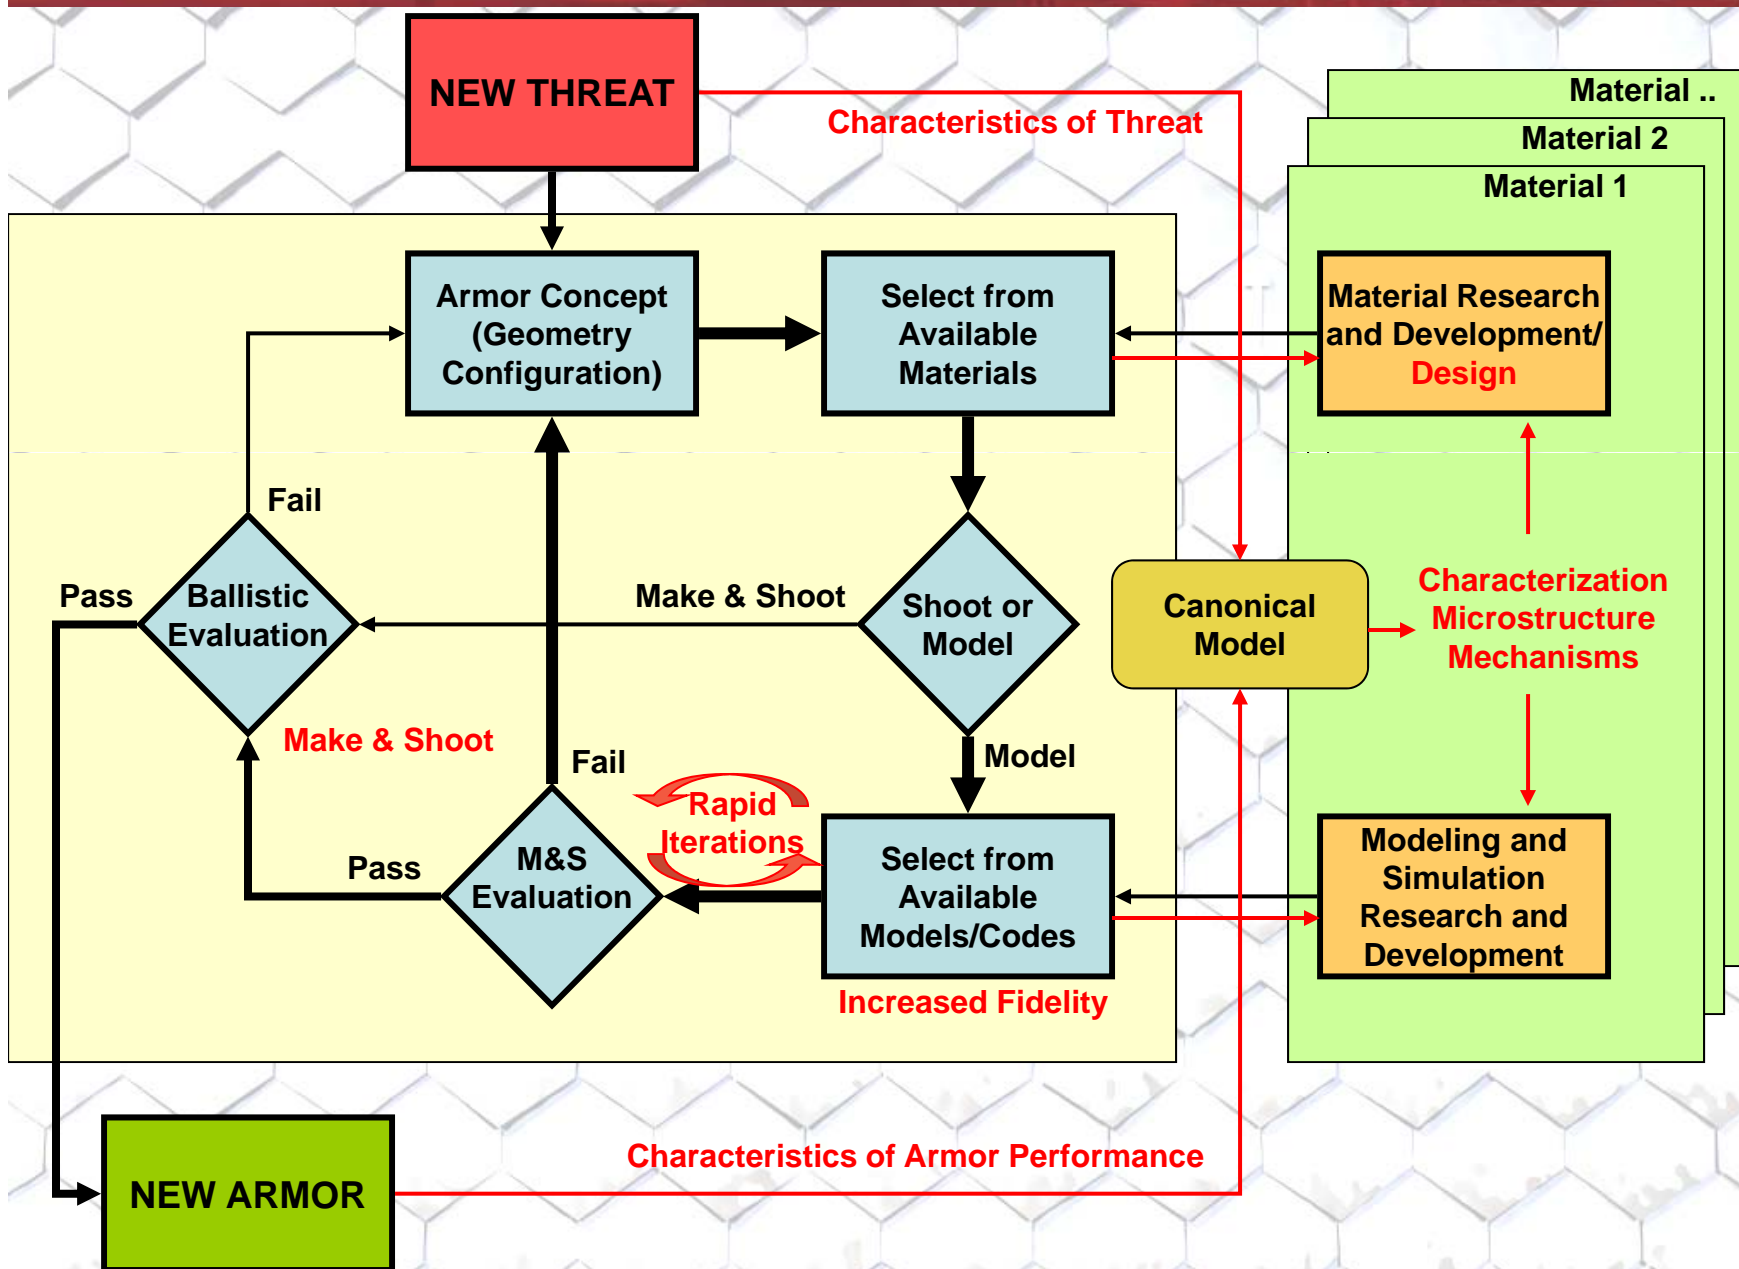 NEW THREAT
Characteristics of Threat
Material ..
Material 2
Material 1
Armor Concept
(Geometry
Configuration)
Select from
Available
Materials
Material Research
and Development/
Design
Fail
Pass
Ballistic
Evaluation
Make & Shoot
Shoot or
Model
Canonical
Model
Characterization
Microstructure
Mechanisms
Make & Shoot
Fail
Model
Rapid
Iterations
Pass
M&S
Evaluation
Select from
Available
Models/Codes
Modeling and
Simulation
Research and
Development
Increased Fidelity
Characteristics of Armor Performance
NEW ARMOR